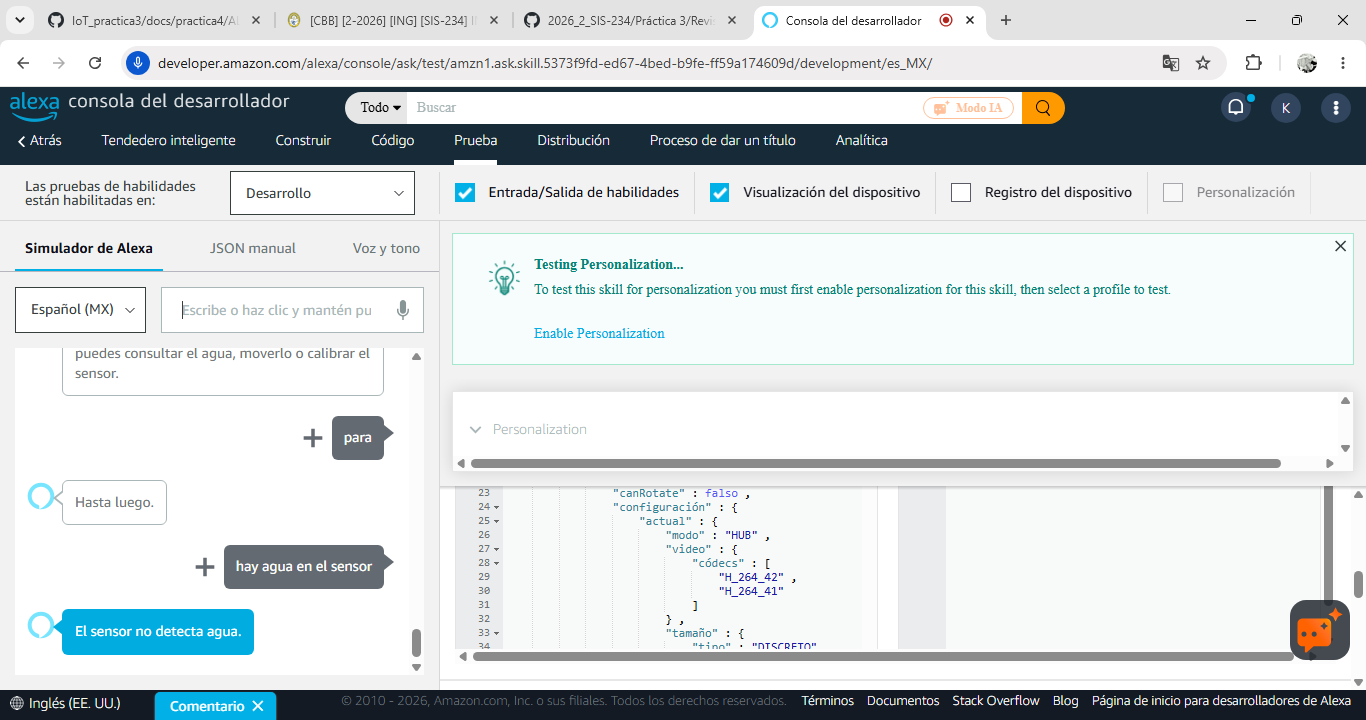 IoT_practica3/docs/practica4/Al
[CBB] [2-2026] [ING] [SIS-234] I
2026_2_SIS-234/Práctica 3/Revis
Consola del desarrollador
developer.amazon.com/alexa/console/ask/test/amzn1.ask.skill.5373f9fd-ed67-4bed-b9fe-ff59a174609d/development/es_MX/
alexa consola del desarrollador
Todo
Buscar
Modo IA
K
Atrás
Tendedero inteligente
Construir
Código
Prueba
Distribución
Proceso de dar un título
Analítica
Las pruebas de habilidades
están habilitadas en:
Desarrollo
Entrada/Salida de habilidades
Visualización del dispositivo
Registro del dispositivo
Personalización
Simulador de Alexa
JSON manual
Voz y tono
Español (MX)
Escribe o haz clic y mantén pu
puedes consultar el agua, moverlo o calibrar el
sensor.
para
Hasta luego.
hay agua en el sensor
El sensor no detecta agua.
Testing Personalization...
To test this skill for personalization you must first enable personalization for this skill, then select a profile to test.
Enable Personalization
Personalization
23 "canRotate" : falso ,
24 "configuración" : {
25 "actual" : {
26 "modo" : "HUB" ,
27 "video" : {
28 "códecs" : [
29 "H_264_42" ,
30 "H_264_41"
31 ]
32 } ,
33 "tamaño" : {
34 "tipo" : "DISCRETO"
Inglés (EE. UU.)
Comentario
© 2010 - 2026, Amazon.com, Inc. o sus filiales. Todos los derechos reservados.
Términos
Documentos
Stack Overflow
Blog
Página de inicio para desarrolladores de Alexa